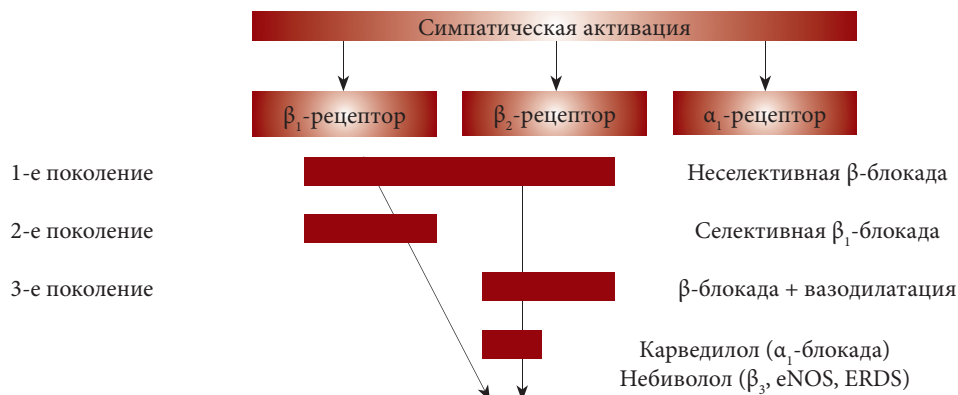 Симпатическая активация
β₁-рецептор
β₂-рецептор
α₁-рецептор
1-е поколение
Неселективная β-блокада
2-е поколение
Селективная β₁-блокада
3-е поколение
β-блокада + вазодилатация
Карведилол (α₁-блокада)
Небиволол (β₃, eNOS, ERDS)